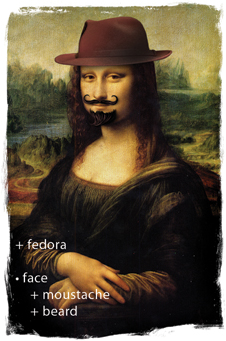 + fedora
• face
+ moustache
+ beard